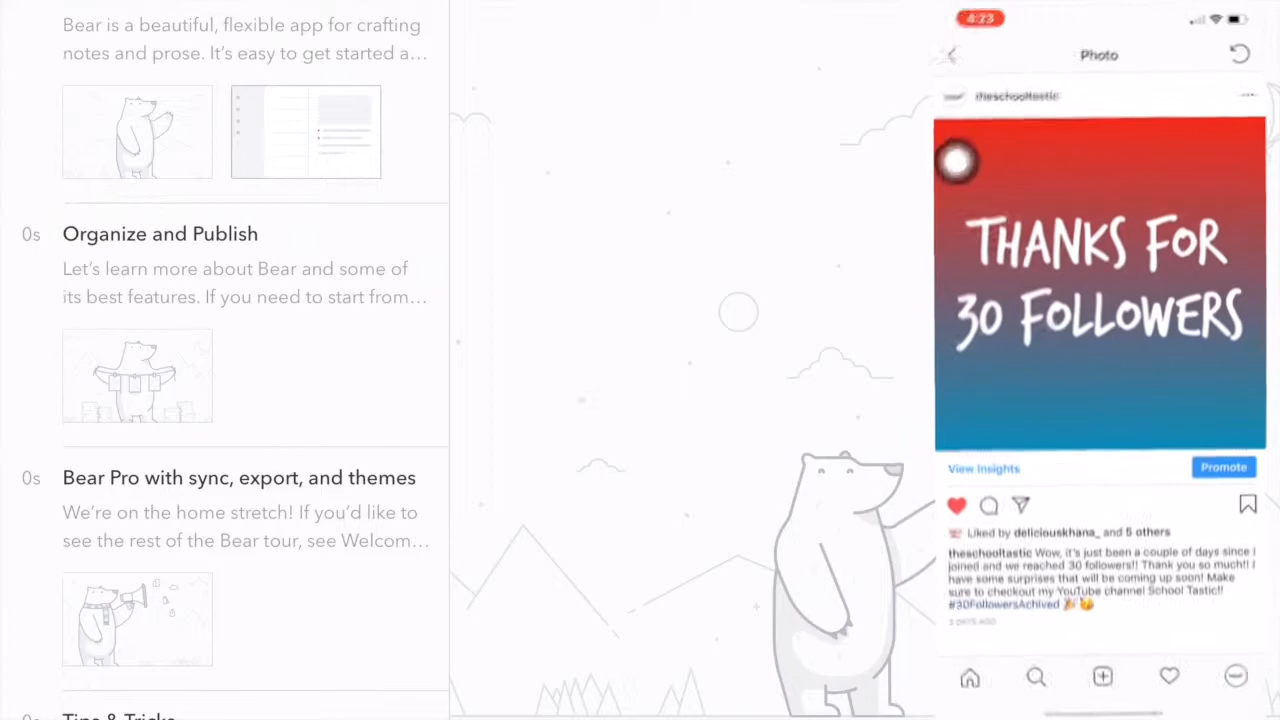 Bear is a beautiful, flexible app for crafting
notes and prose. It's easy to get started a…
0s
Organize and Publish
Let's learn more about Bear and some of
its best features. If you need to start from…
0s
Bear Pro with sync, export, and themes
We're on the home stretch! If you'd like to
see the rest of the Bear tour, see Welcom…
0s
Tips & Tricks
4:23
Photo
theschooltastic
THANKS FOR
30 FOLLOWERS
View Insights
Promote
Liked by deliciouskhana_ and 5 others
theschooltastic Wow, it's just been a couple of days since I
joined and we reached 30 followers!! Thank you so much!! I
have some surprises that will be coming up soon! Make
sure to checkout my YouTube channel School Tastic!!
#30FollowersAchived 🎉😝
3 DAYS AGO